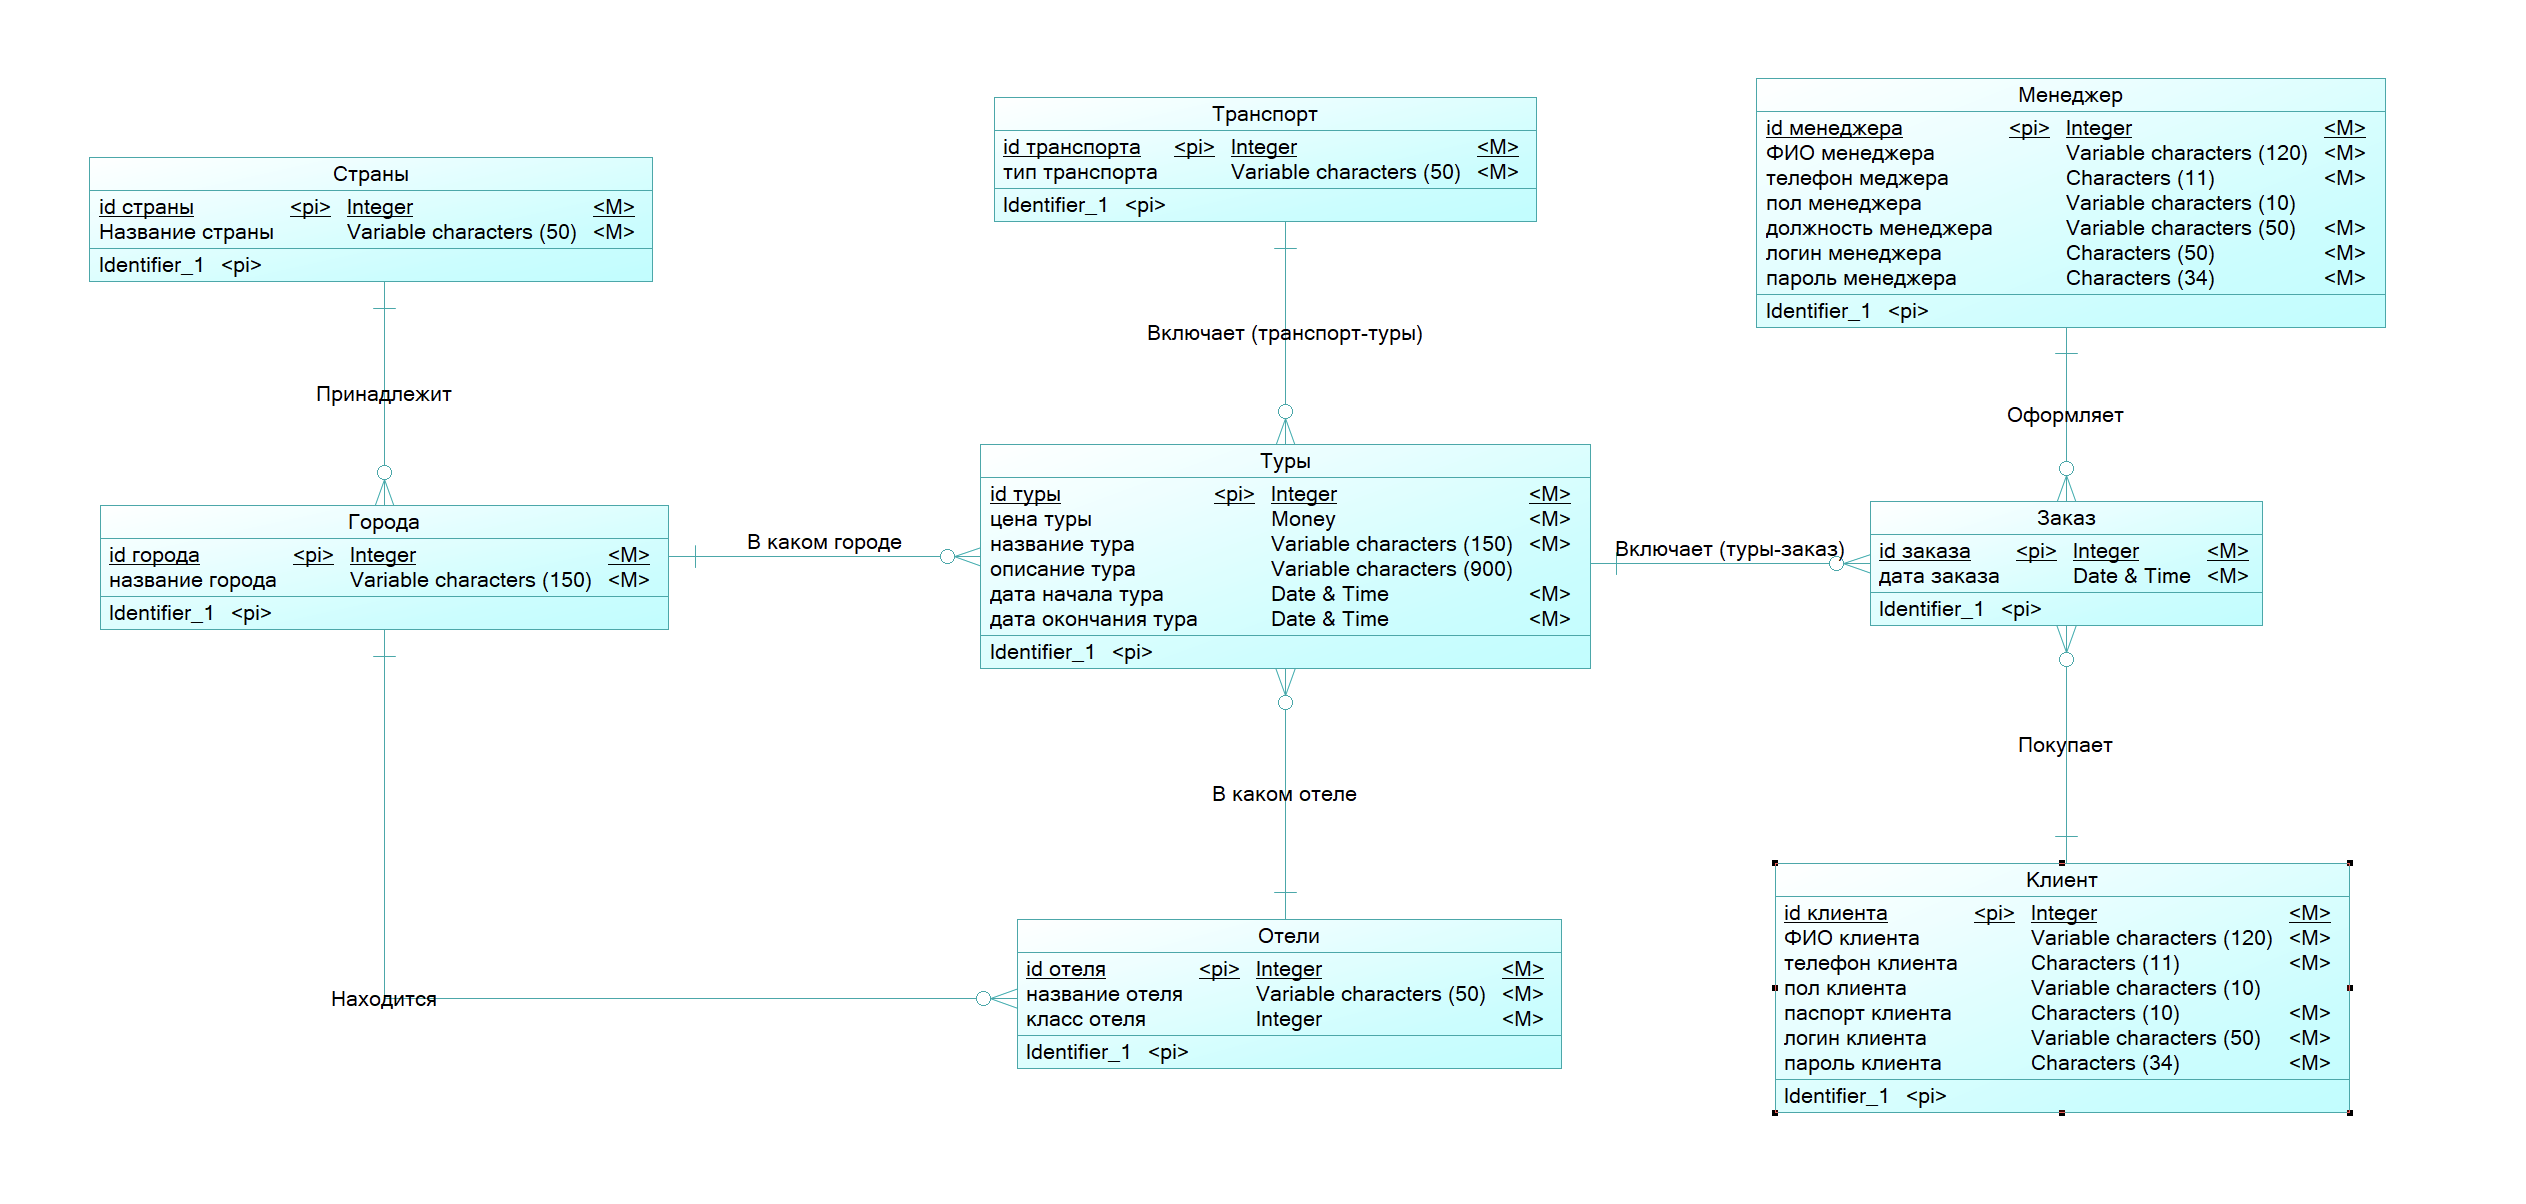 Страны
id страны <pi> Integer <M>
Название страны Variable characters (50) <M>
Identifier_1 <pi>
Транспорт
id транспорта <pi> Integer <M>
тип транспорта Variable characters (50) <M>
Identifier_1 <pi>
Менеджер
id менеджера <pi> Integer <M>
ФИО менеджера Variable characters (120) <M>
телефон меджера Characters (11) <M>
пол менеджера Variable characters (10)
должность менеджера Variable characters (50) <M>
логин менеджера Characters (50) <M>
пароль менеджера Characters (34) <M>
Identifier_1 <pi>
Принадлежит
Включает (транспорт-туры)
Оформляет
Города
id города <pi> Integer <M>
название города Variable characters (150) <M>
Identifier_1 <pi>
В каком городе
Туры
id туры <pi> Integer <M>
цена туры Money <M>
название тура Variable characters (150) <M>
описание тура Variable characters (900)
дата начала тура Date & Time <M>
дата окончания тура Date & Time <M>
Identifier_1 <pi>
Включает (туры-заказ)
Заказ
id заказа <pi> Integer <M>
дата заказа Date & Time <M>
Identifier_1 <pi>
Покупает
В каком отеле
Находится
Отели
id отеля <pi> Integer <M>
название отеля Variable characters (50) <M>
класс отеля Integer <M>
Identifier_1 <pi>
Клиент
id клиента <pi> Integer <M>
ФИО клиента Variable characters (120) <M>
телефон клиента Characters (11) <M>
пол клиента Variable characters (10)
паспорт клиента Characters (10) <M>
логин клиента Variable characters (50) <M>
пароль клиента Characters (34) <M>
Identifier_1 <pi>